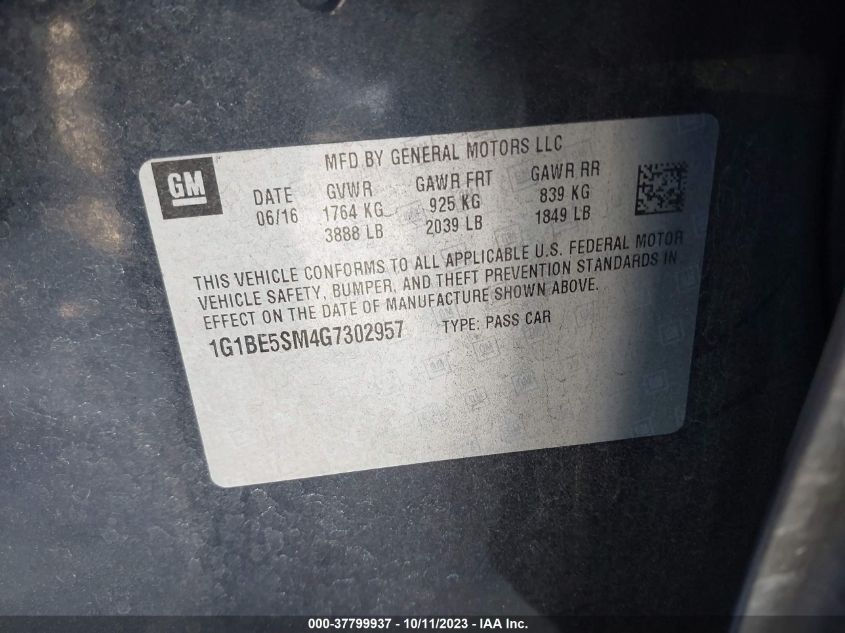 MFD BY GENERAL MOTORS LLC
GM
DATE GVWR GAWR FRT GAWR RR
06/16 1764 KG 925 KG 839 KG
3888 LB 2039 LB 1849 LB
THIS VEHICLE CONFORMS TO ALL APPLICABLE U.S. FEDERAL MOTOR
VEHICLE SAFETY, BUMPER, AND THEFT PREVENTION STANDARDS IN
EFFECT ON THE DATE OF MANUFACTURE SHOWN ABOVE.
1G1BE5SM4G7302957 TYPE: PASS CAR
000-37799937 - 10/11/2023 - IAA Inc.